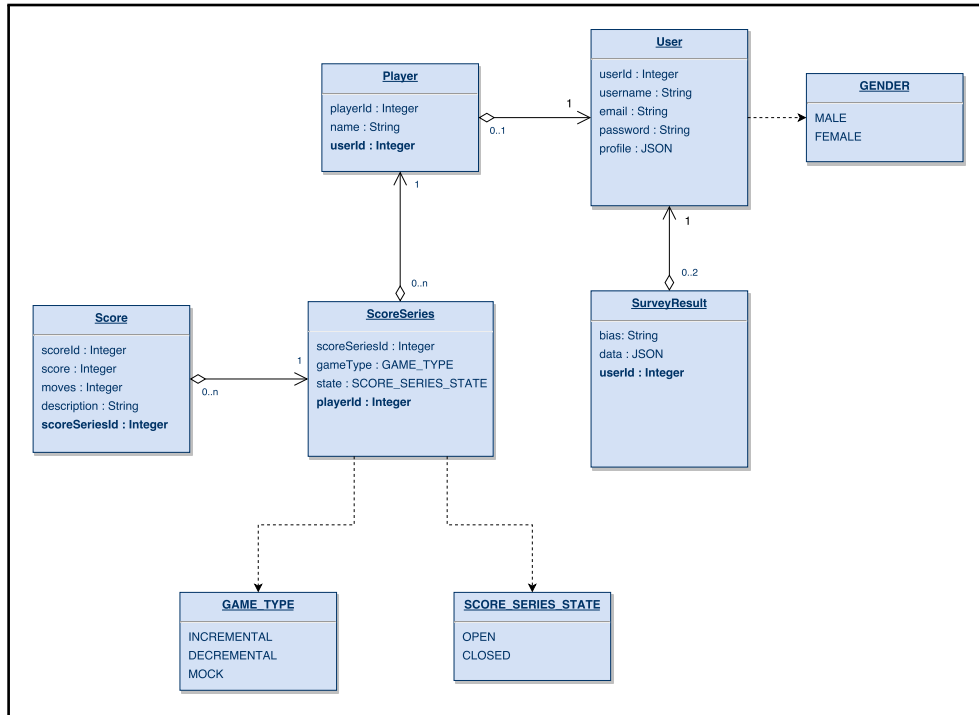 User
userId : Integer
username : String
email : String
password : String
profile : JSON
Player
playerId : Integer
name : String
userId : Integer
GENDER
MALE
FEMALE
1
0..1
1
1
0..n
0..2
Score
scoreId : Integer
score : Integer
moves : Integer
description : String
scoreSeriesId : Integer
1
0..n
ScoreSeries
scoreSeriesId : Integer
gameType : GAME_TYPE
state : SCORE_SERIES_STATE
playerId : Integer
SurveyResult
bias: String
data : JSON
userId : Integer
GAME_TYPE
INCREMENTAL
DECREMENTAL
MOCK
SCORE_SERIES_STATE
OPEN
CLOSED